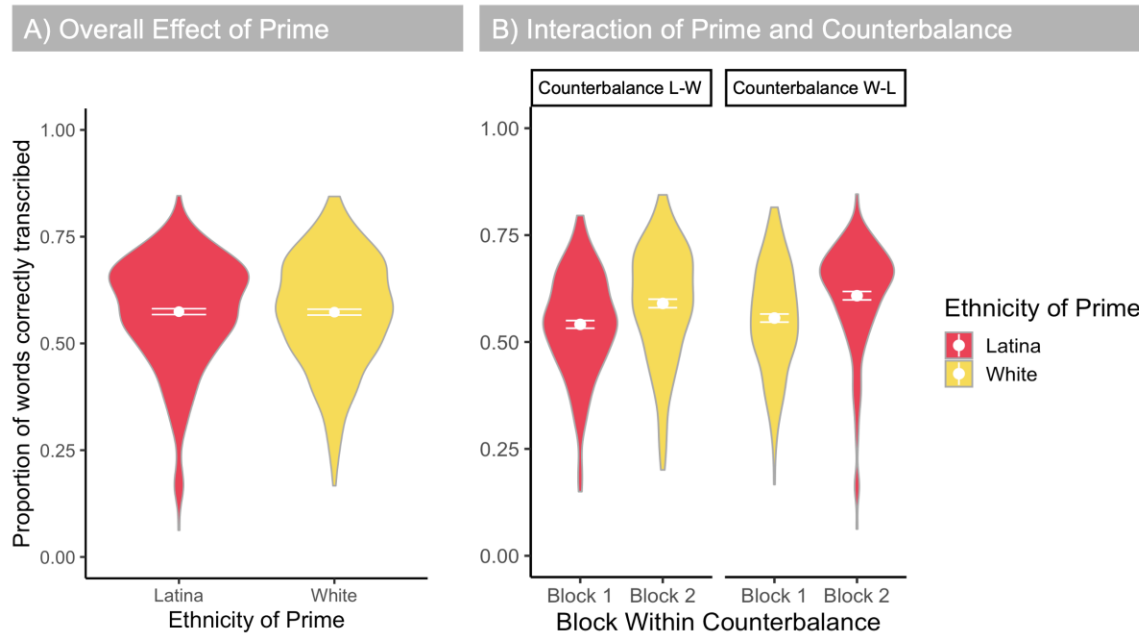 A) Overall Effect of Prime
Proportion of words correctly transcribed
1.00
0.75
0.50
0.25
0.00
Latina White
Ethnicity of Prime
B) Interaction of Prime and Counterbalance
Counterbalance L-W Counterbalance W-L
1.00
0.75
0.50
0.25
0.00
Block 1 Block 2 Block 1 Block 2
Block Within Counterbalance
Ethnicity of Prime
Latina
White